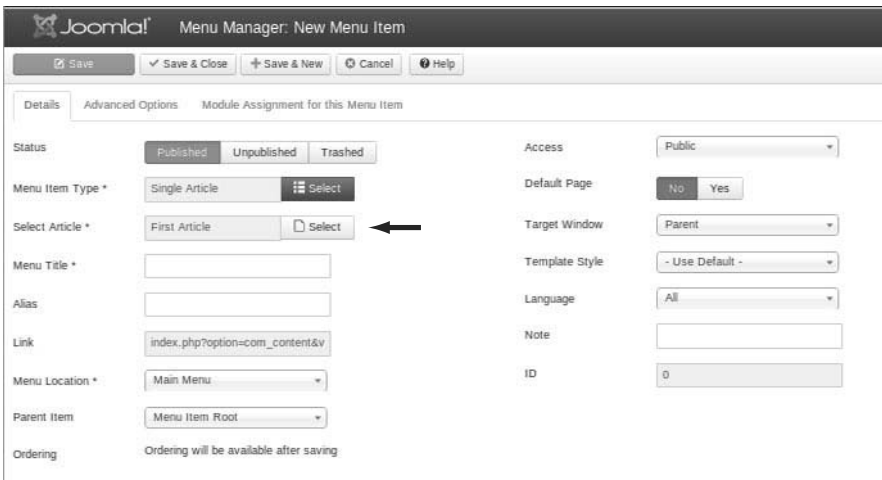 Joomla! Menu Manager: New Menu Item
Save Save & Close Save & New Cancel Help
Details Advanced Options Module Assignment for this Menu Item
Status Published Unpublished Trashed
Menu Item Type * Single Article Select
Select Article * First Article Select
Menu Title *
Alias
Link index.php?option=com_content&v
Menu Location * Main Menu
Parent Item Menu Item Root
Ordering Ordering will be available after saving
Access Public
Default Page No Yes
Target Window Parent
Template Style - Use Default -
Language All
Note
ID 0